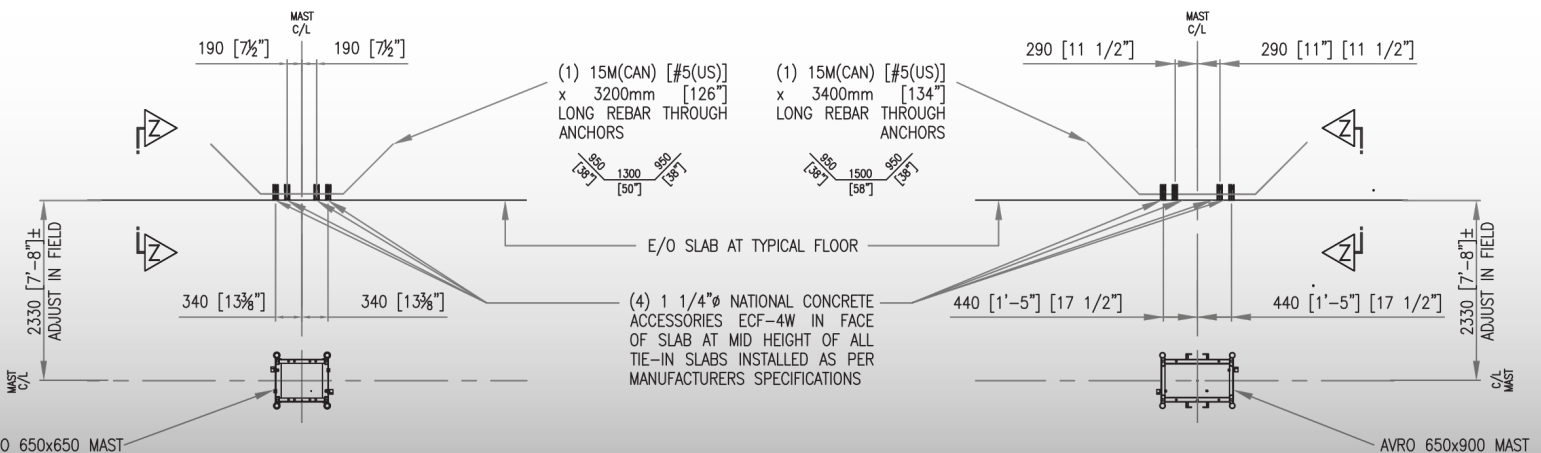 MAST
C/L
190 [7½"]
190 [7½"]
(1) 15M(CAN) [#5(US)]
x 3200mm [126"]
LONG REBAR THROUGH
ANCHORS
950
[38"]
1300
[50"]
950
[38"]
Z
Z
2330 [7'-8"]±
ADJUST IN FIELD
340 [13⅜"]
340 [13⅜"]
MAST
C/L
O 650x650 MAST
E/O SLAB AT TYPICAL FLOOR
(4) 1 1/4"ø NATIONAL CONCRETE
ACCESSORIES ECF-4W IN FACE
OF SLAB AT MID HEIGHT OF ALL
TIE-IN SLABS INSTALLED AS PER
MANUFACTURERS SPECIFICATIONS
MAST
C/L
290 [11 1/2"]
290 [11"] [11 1/2"]
(1) 15M(CAN) [#5(US)]
x 3400mm [134"]
LONG REBAR THROUGH
ANCHORS
950
[38"]
1500
[58"]
950
[38"]
Z
Z
440 [1'-5"] [17 1/2"]
440 [1'-5"] [17 1/2"]
2330 [7'-8"]±
ADJUST IN FIELD
C/L
MAST
AVRO 650x900 MAST